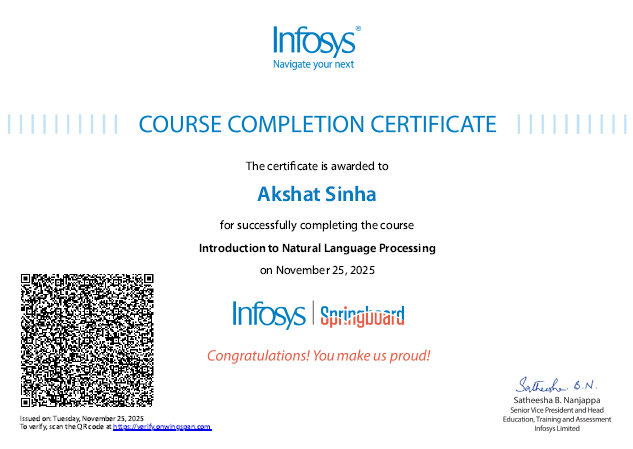 Infosys®
Navigate your next
COURSE COMPLETION CERTIFICATE
The certificate is awarded to
Akshat Sinha
for successfully completing the course
Introduction to Natural Language Processing
on November 25, 2025
Infosys | Springboard
Congratulations! You make us proud!
Issued on: Tuesday, November 25, 2025
To verify, scan the QR code at https://verify.onwingspan.com
Satheesha B.N.
Satheesha B. Nanjappa
Senior Vice President and Head
Education, Training and Assessment
Infosys Limited